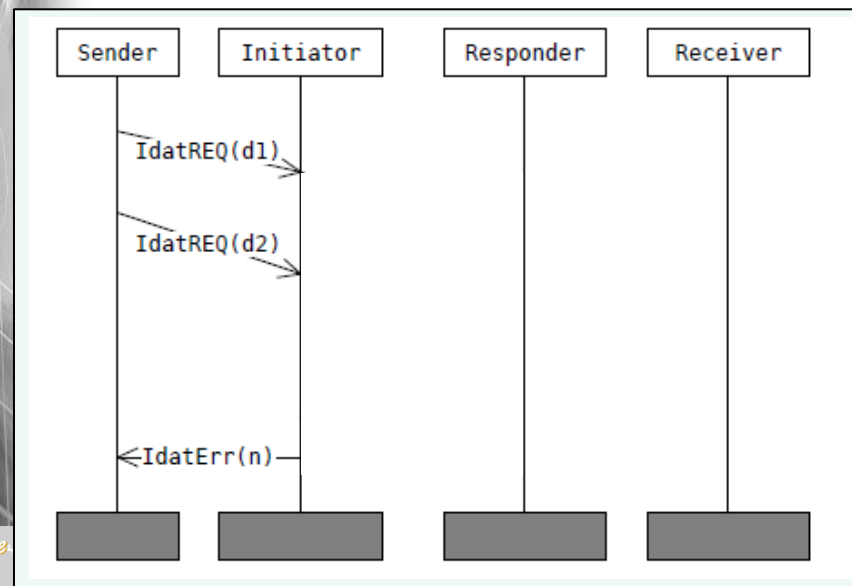 Sender Initiator Responder Receiver
IdatREQ(d1)
IdatREQ(d2)
IdatErr(n)